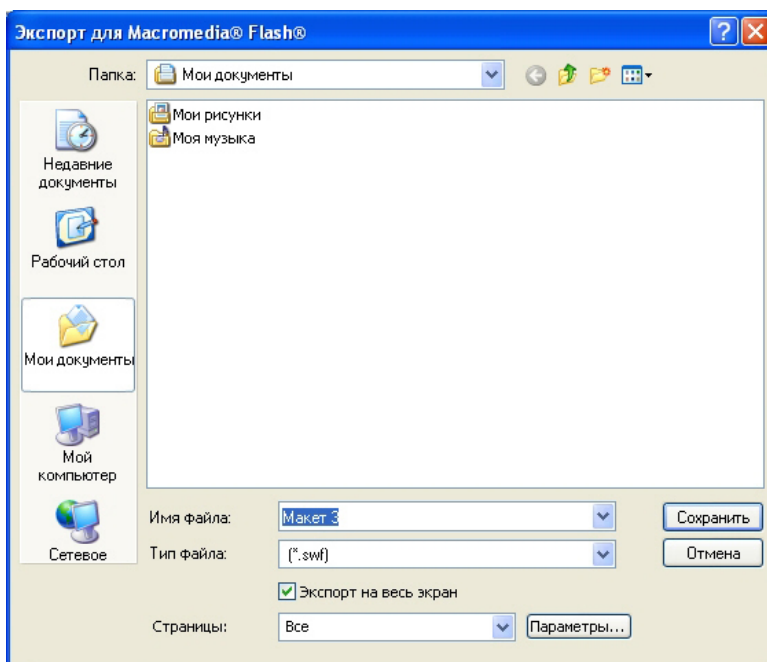 Экспорт для Macromedia® Flash®
Папка:
Мои документы
Мои рисунки
Моя музыка
Недавние
документы
Рабочий стол
Мои документы
Мой
компьютер
Сетевое
Имя файла:
Макет 3
Сохранить
Тип файла:
(*.swf)
Отмена
Экспорт на весь экран
Страницы:
Все
Параметры...